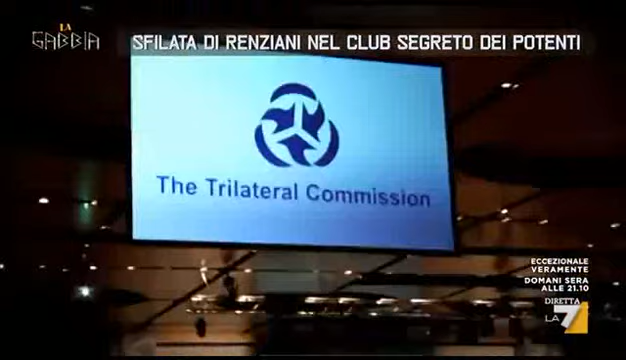 LA
GABBIA
SFILATA DI RENZIANI NEL CLUB SEGRETO DEI POTENTI
The Trilateral Commission
ECCEZIONALE
VERAMENTE
DOMANI SERA
ALLE 21.10
DIRETTA
LA7